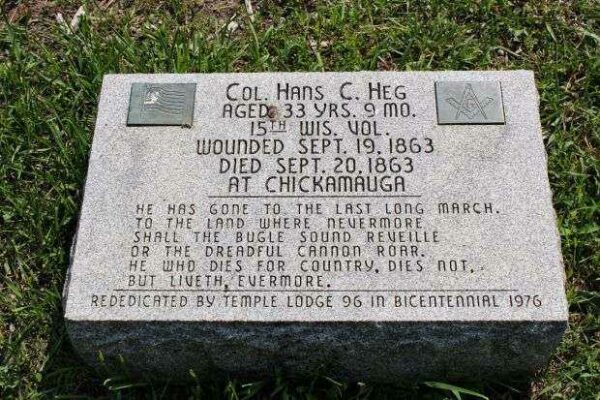 COL. HANS C. HEG
AGED 33 YRS. 9 MO.
15TH WIS. VOL.
WOUNDED SEPT. 19, 1863
DIED SEPT. 20, 1863
AT CHICKAMAUGA
HE HAS GONE TO THE LAST LONG MARCH.
TO THE LAND WHERE NEVERMORE
SHALL THE BUGLE SOUND REVEILLE
OR THE DREADFUL CANNON ROAR.
HE WHO DIES FOR COUNTRY, DIES NOT,
BUT LIVETH, EVERMORE.
REDEDICATED BY TEMPLE LODGE 96 IN BICENTENNIAL 1976